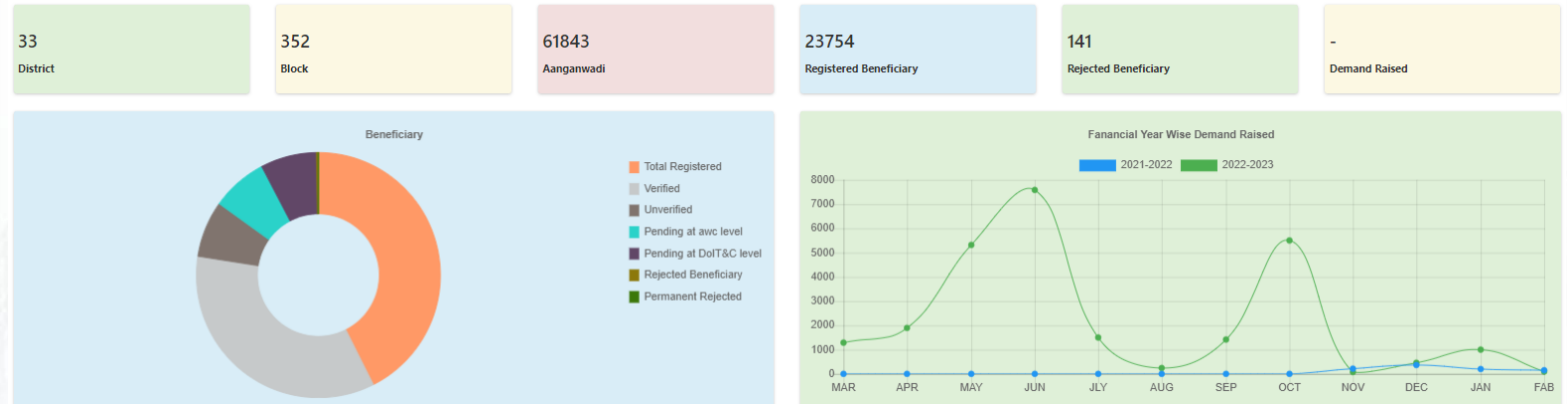 33
District
352
Block
61843
Aanganwadi
23754
Registered Beneficiary
141
Rejected Beneficiary
-
Demand Raised
Beneficiary
Total Registered
Verified
Unverified
Pending at awc level
Pending at DoIT&C level
Rejected Beneficiary
Permanent Rejected
Fanancial Year Wise Demand Raised
2021-2022 2022-2023
8000
7000
6000
5000
4000
3000
2000
1000
0
MAR APR MAY JUN JLY AUG SEP OCT NOV DEC JAN FAB